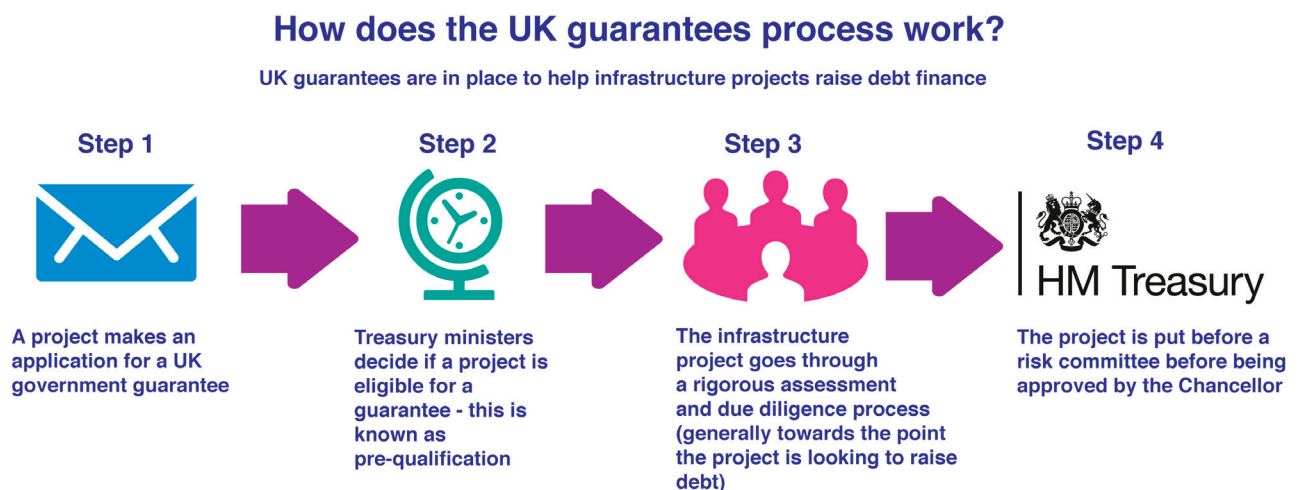 How does the UK guarantees process work?
UK guarantees are in place to help infrastructure projects raise debt finance
Step 1
A project makes an
application for a UK
government guarantee
Step 2
Treasury ministers
decide if a project is
eligible for a
guarantee - this is
known as
pre-qualification
Step 3
The infrastructure
project goes through
a rigorous assessment
and due diligence process
(generally towards the point
the project is looking to raise
debt)
Step 4
HM Treasury
The project is put before a
risk committee before being
approved by the Chancellor